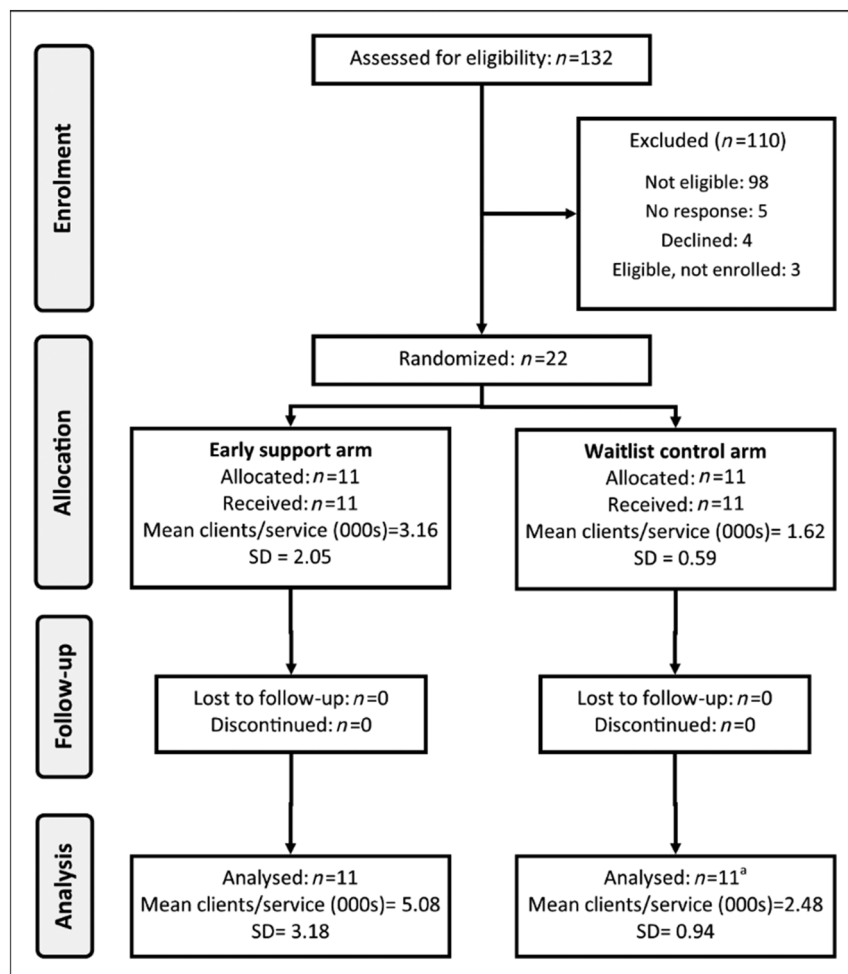 Enrolment
Assessed for eligibility: n=132
Excluded (n=110)
Not eligible: 98
No response: 5
Declined: 4
Eligible, not enrolled: 3
Allocation
Randomized: n=22
Early support arm
Allocated: n=11
Received: n=11
Mean clients/service (000s)=3.16
SD = 2.05
Waitlist control arm
Allocated: n=11
Received: n=11
Mean clients/service (000s)= 1.62
SD = 0.59
Follow-up
Lost to follow-up: n=0
Discontinued: n=0
Lost to follow-up: n=0
Discontinued: n=0
Analysis
Analysed: n=11
Mean clients/service (000s)= 5.08
SD= 3.18
Analysed: n=11ª
Mean clients/service (000s)=2.48
SD= 0.94